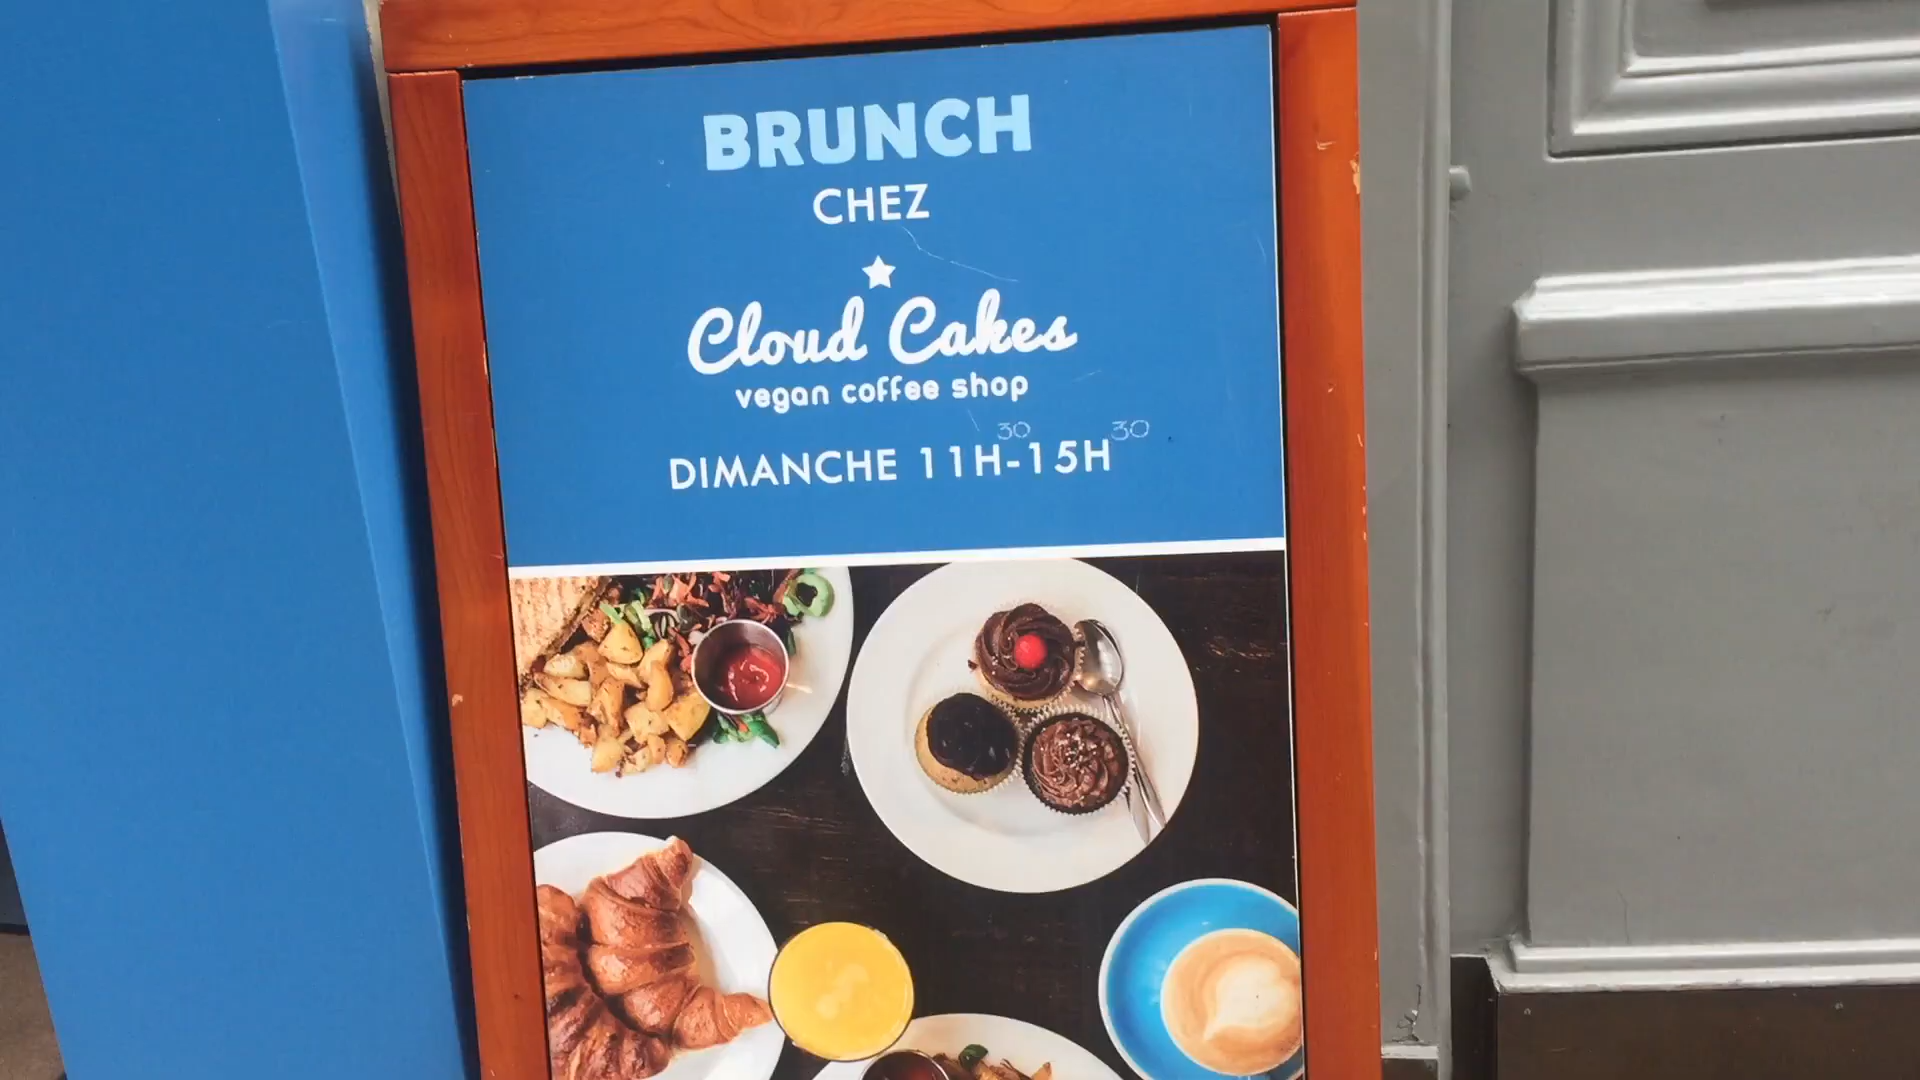 BRUNCH
CHEZ
Cloud Cakes
vegan coffee shop
DIMANCHE 11H30-15H30